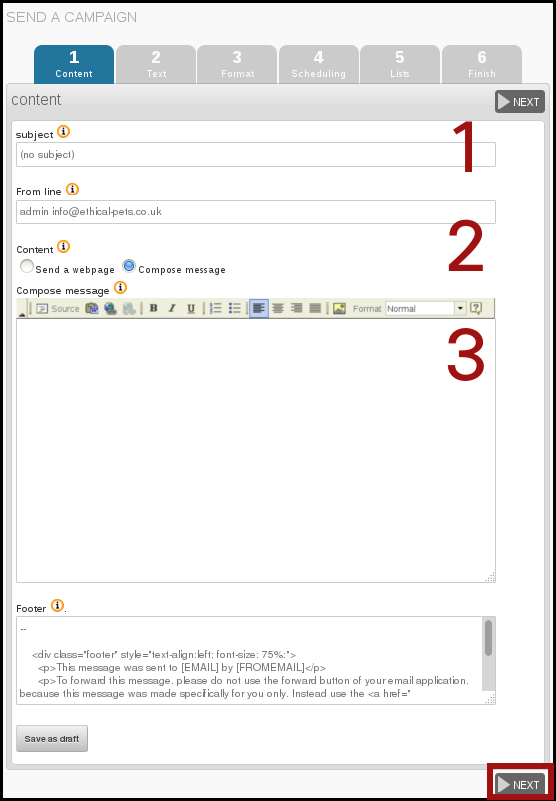 SEND A CAMPAIGN
1 2 3 4 5 6
Content Text Format Scheduling Lists Finish
content NEXT
subject
(no subject)
1
From line
admin info@ethical-pets.co.uk
2
Content
Send a webpage Compose message
Compose message
Source B I U Format Normal
3
Footer .
--
<div class="footer" style="text-align:left; font-size: 75%;">
<p>This message was sent to [EMAIL] by [FROMEMAIL]</p>
<p>To forward this message, please do not use the forward button of your email application,
because this message was made specifically for you only. Instead use the <a href="
Save as draft
NEXT